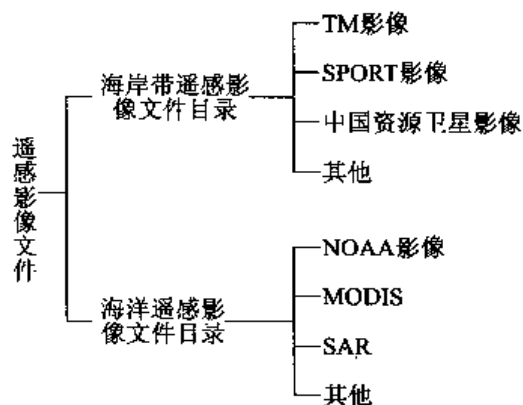 遥感影像文件
海岸带遥感影
像文件目录
TM影像
SPORT影像
中国资源卫星影像
其他
海洋遥感影
像文件目录
NOAA影像
MODIS
SAR
其他